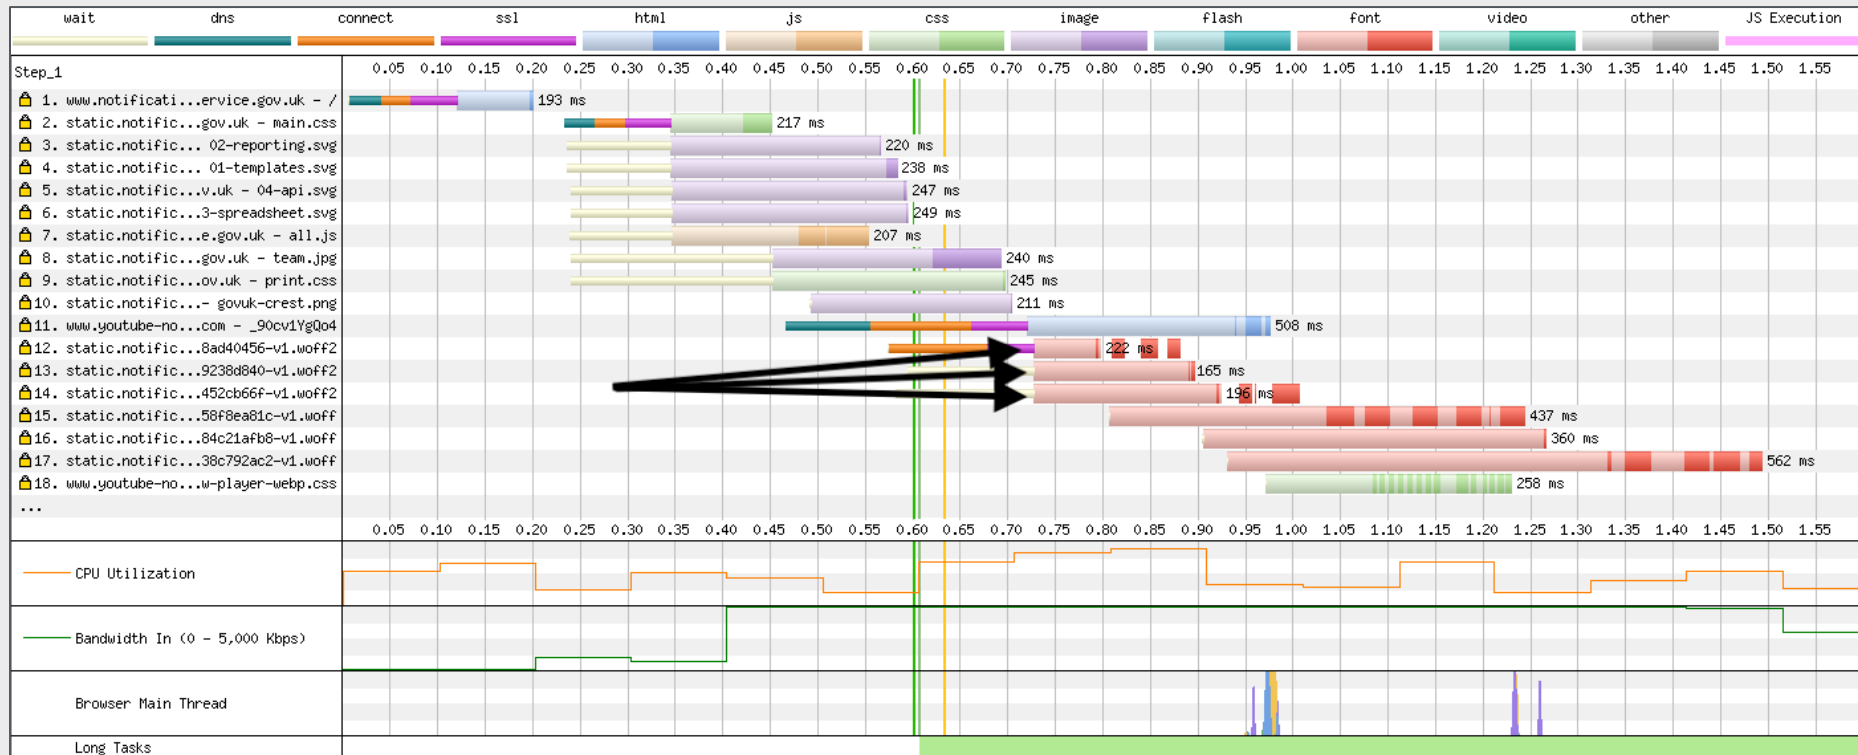 wait dns connect ssl html js css image flash font video other JS Execution
Step_1 0.05 0.10 0.15 0.20 0.25 0.30 0.35 0.40 0.45 0.50 0.55 0.60 0.65 0.70 0.75 0.80 0.85 0.90 0.95 1.00 1.05 1.10 1.15 1.20 1.25 1.30 1.35 1.40 1.45 1.50 1.55
1. www.notificati...ervice.gov.uk - / 193 ms
2. static.notific...gov.uk - main.css 217 ms
3. static.notific... 02-reporting.svg 220 ms
4. static.notific... 01-templates.svg 238 ms
5. static.notific...v.uk - 04-api.svg 247 ms
6. static.notific...3-spreadsheet.svg 249 ms
7. static.notific...e.gov.uk - all.js 207 ms
8. static.notific...gov.uk - team.jpg 240 ms
9. static.notific...ov.uk - print.css 245 ms
10. static.notific...- govuk-crest.png 211 ms
11. www.youtube-no...com - _90cv1YgQo4 508 ms
12. static.notific...8ad40456-v1.woff2 222 ms
13. static.notific...9238d840-v1.woff2 165 ms
14. static.notific...452cb66f-v1.woff2 196 ms
15. static.notific...58f8ea81c-v1.woff 437 ms
16. static.notific...84c21afb8-v1.woff 360 ms
17. static.notific...38c792ac2-v1.woff 562 ms
18. www.youtube-no...w-player-webp.css 258 ms
...
0.05 0.10 0.15 0.20 0.25 0.30 0.35 0.40 0.45 0.50 0.55 0.60 0.65 0.70 0.75 0.80 0.85 0.90 0.95 1.00 1.05 1.10 1.15 1.20 1.25 1.30 1.35 1.40 1.45 1.50 1.55
CPU Utilization
Bandwidth In (0 - 5,000 Kbps)
Browser Main Thread
Long Tasks